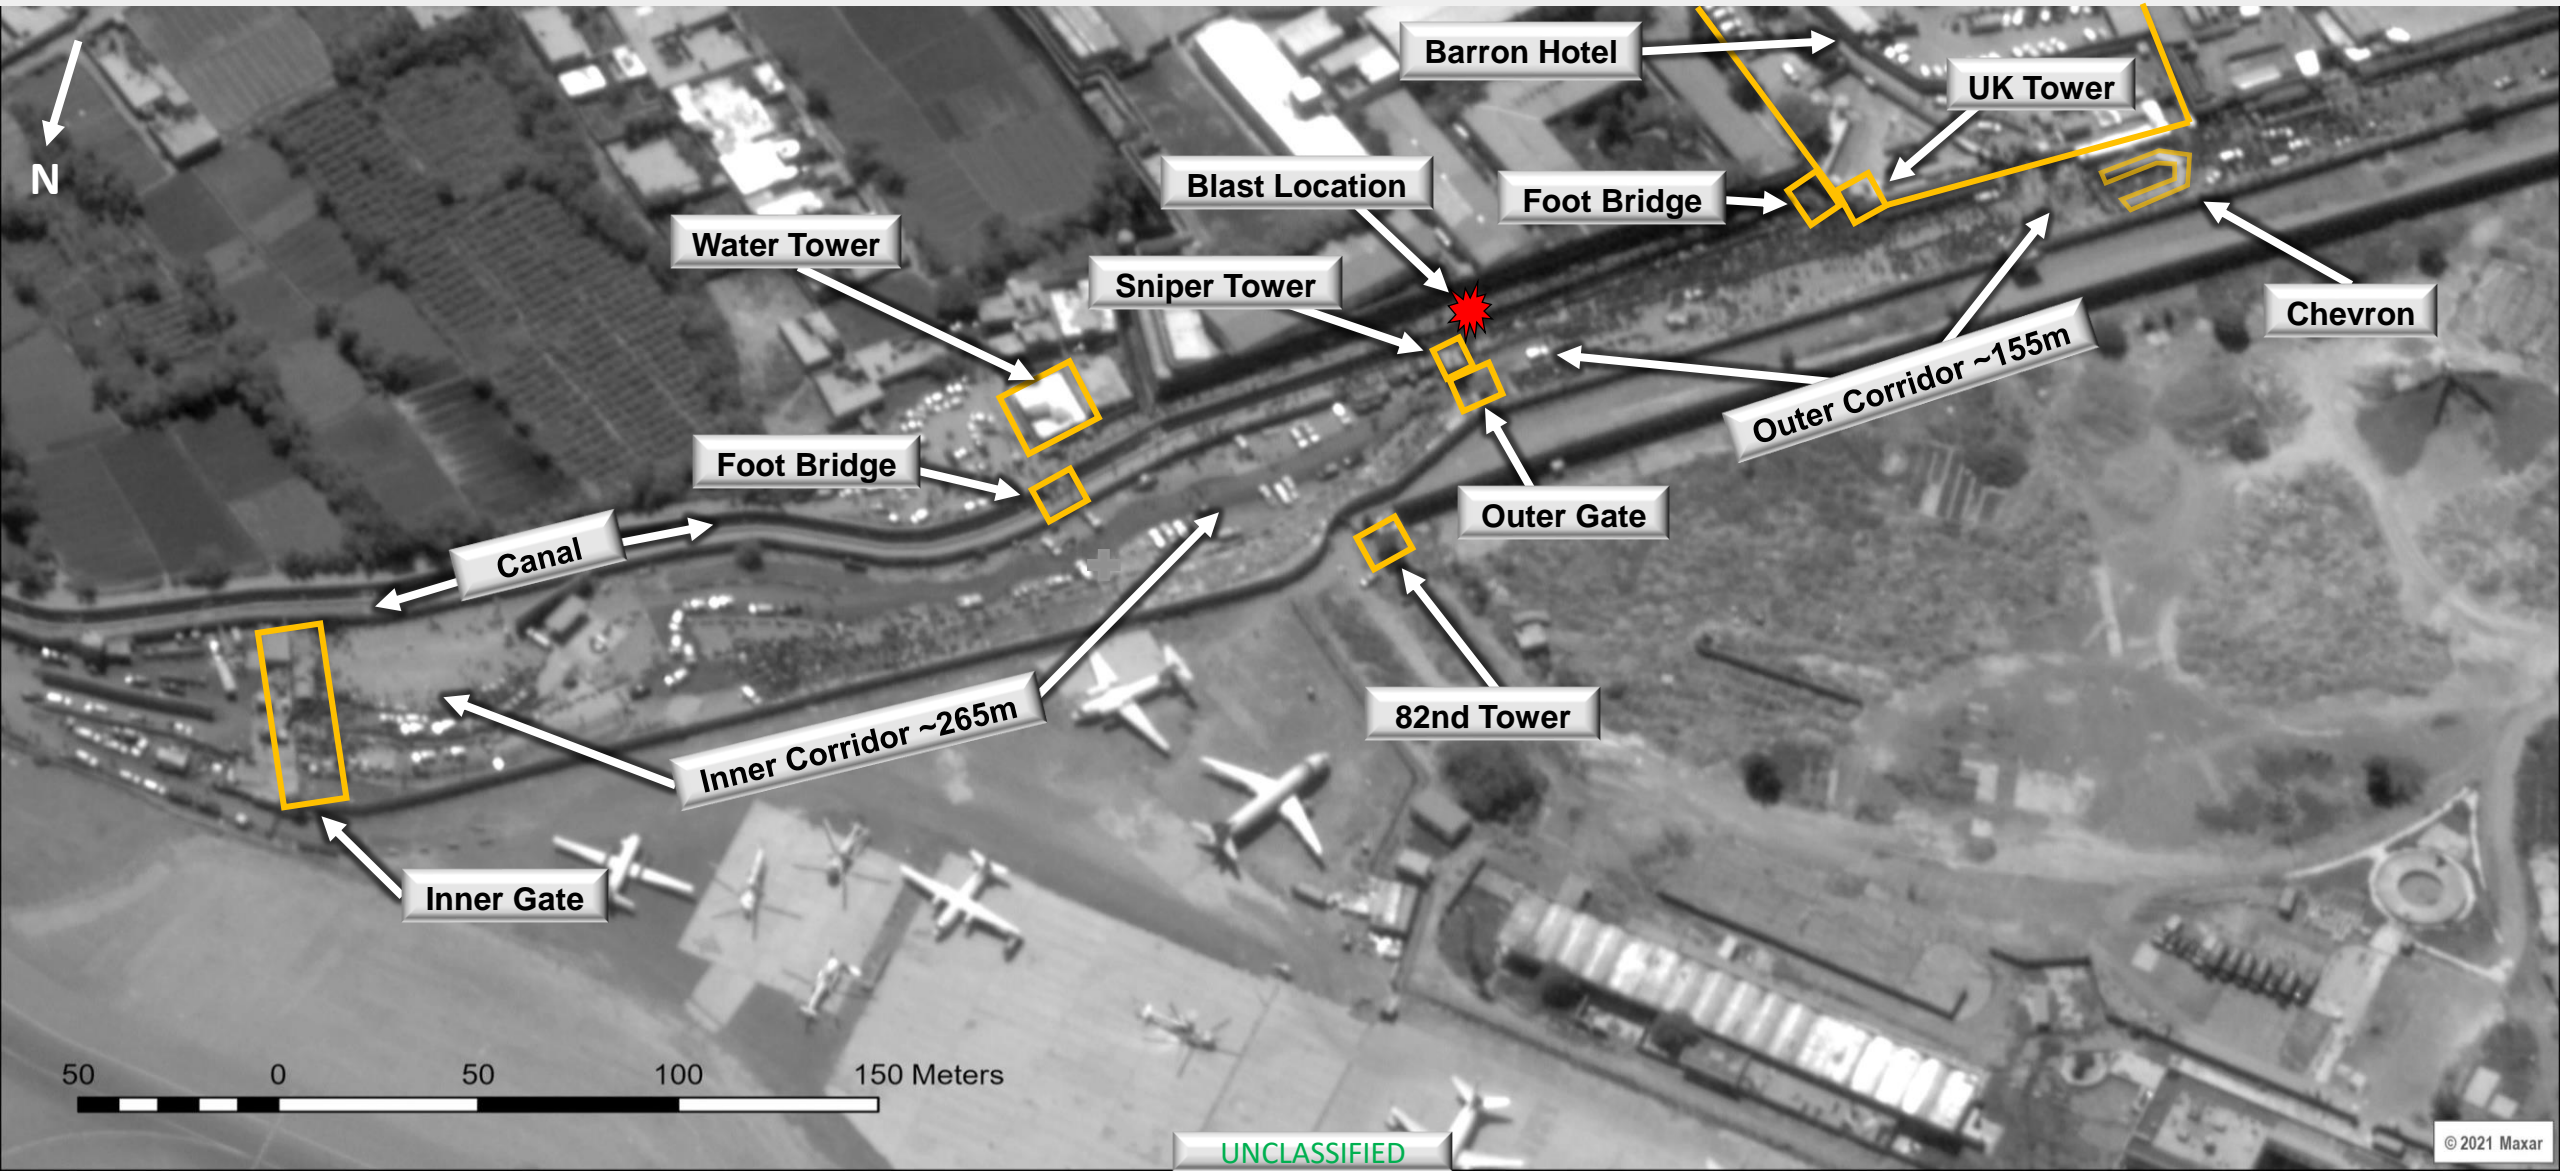 Barron Hotel
UK Tower
N
Blast Location
Foot Bridge
Water Tower
Sniper Tower
Chevron
Outer Corridor ~155m
Foot Bridge
Outer Gate
Canal
Inner Corridor ~265m
82nd Tower
Inner Gate
50 0 50 100 150 Meters
UNCLASSIFIED
© 2021 Maxar